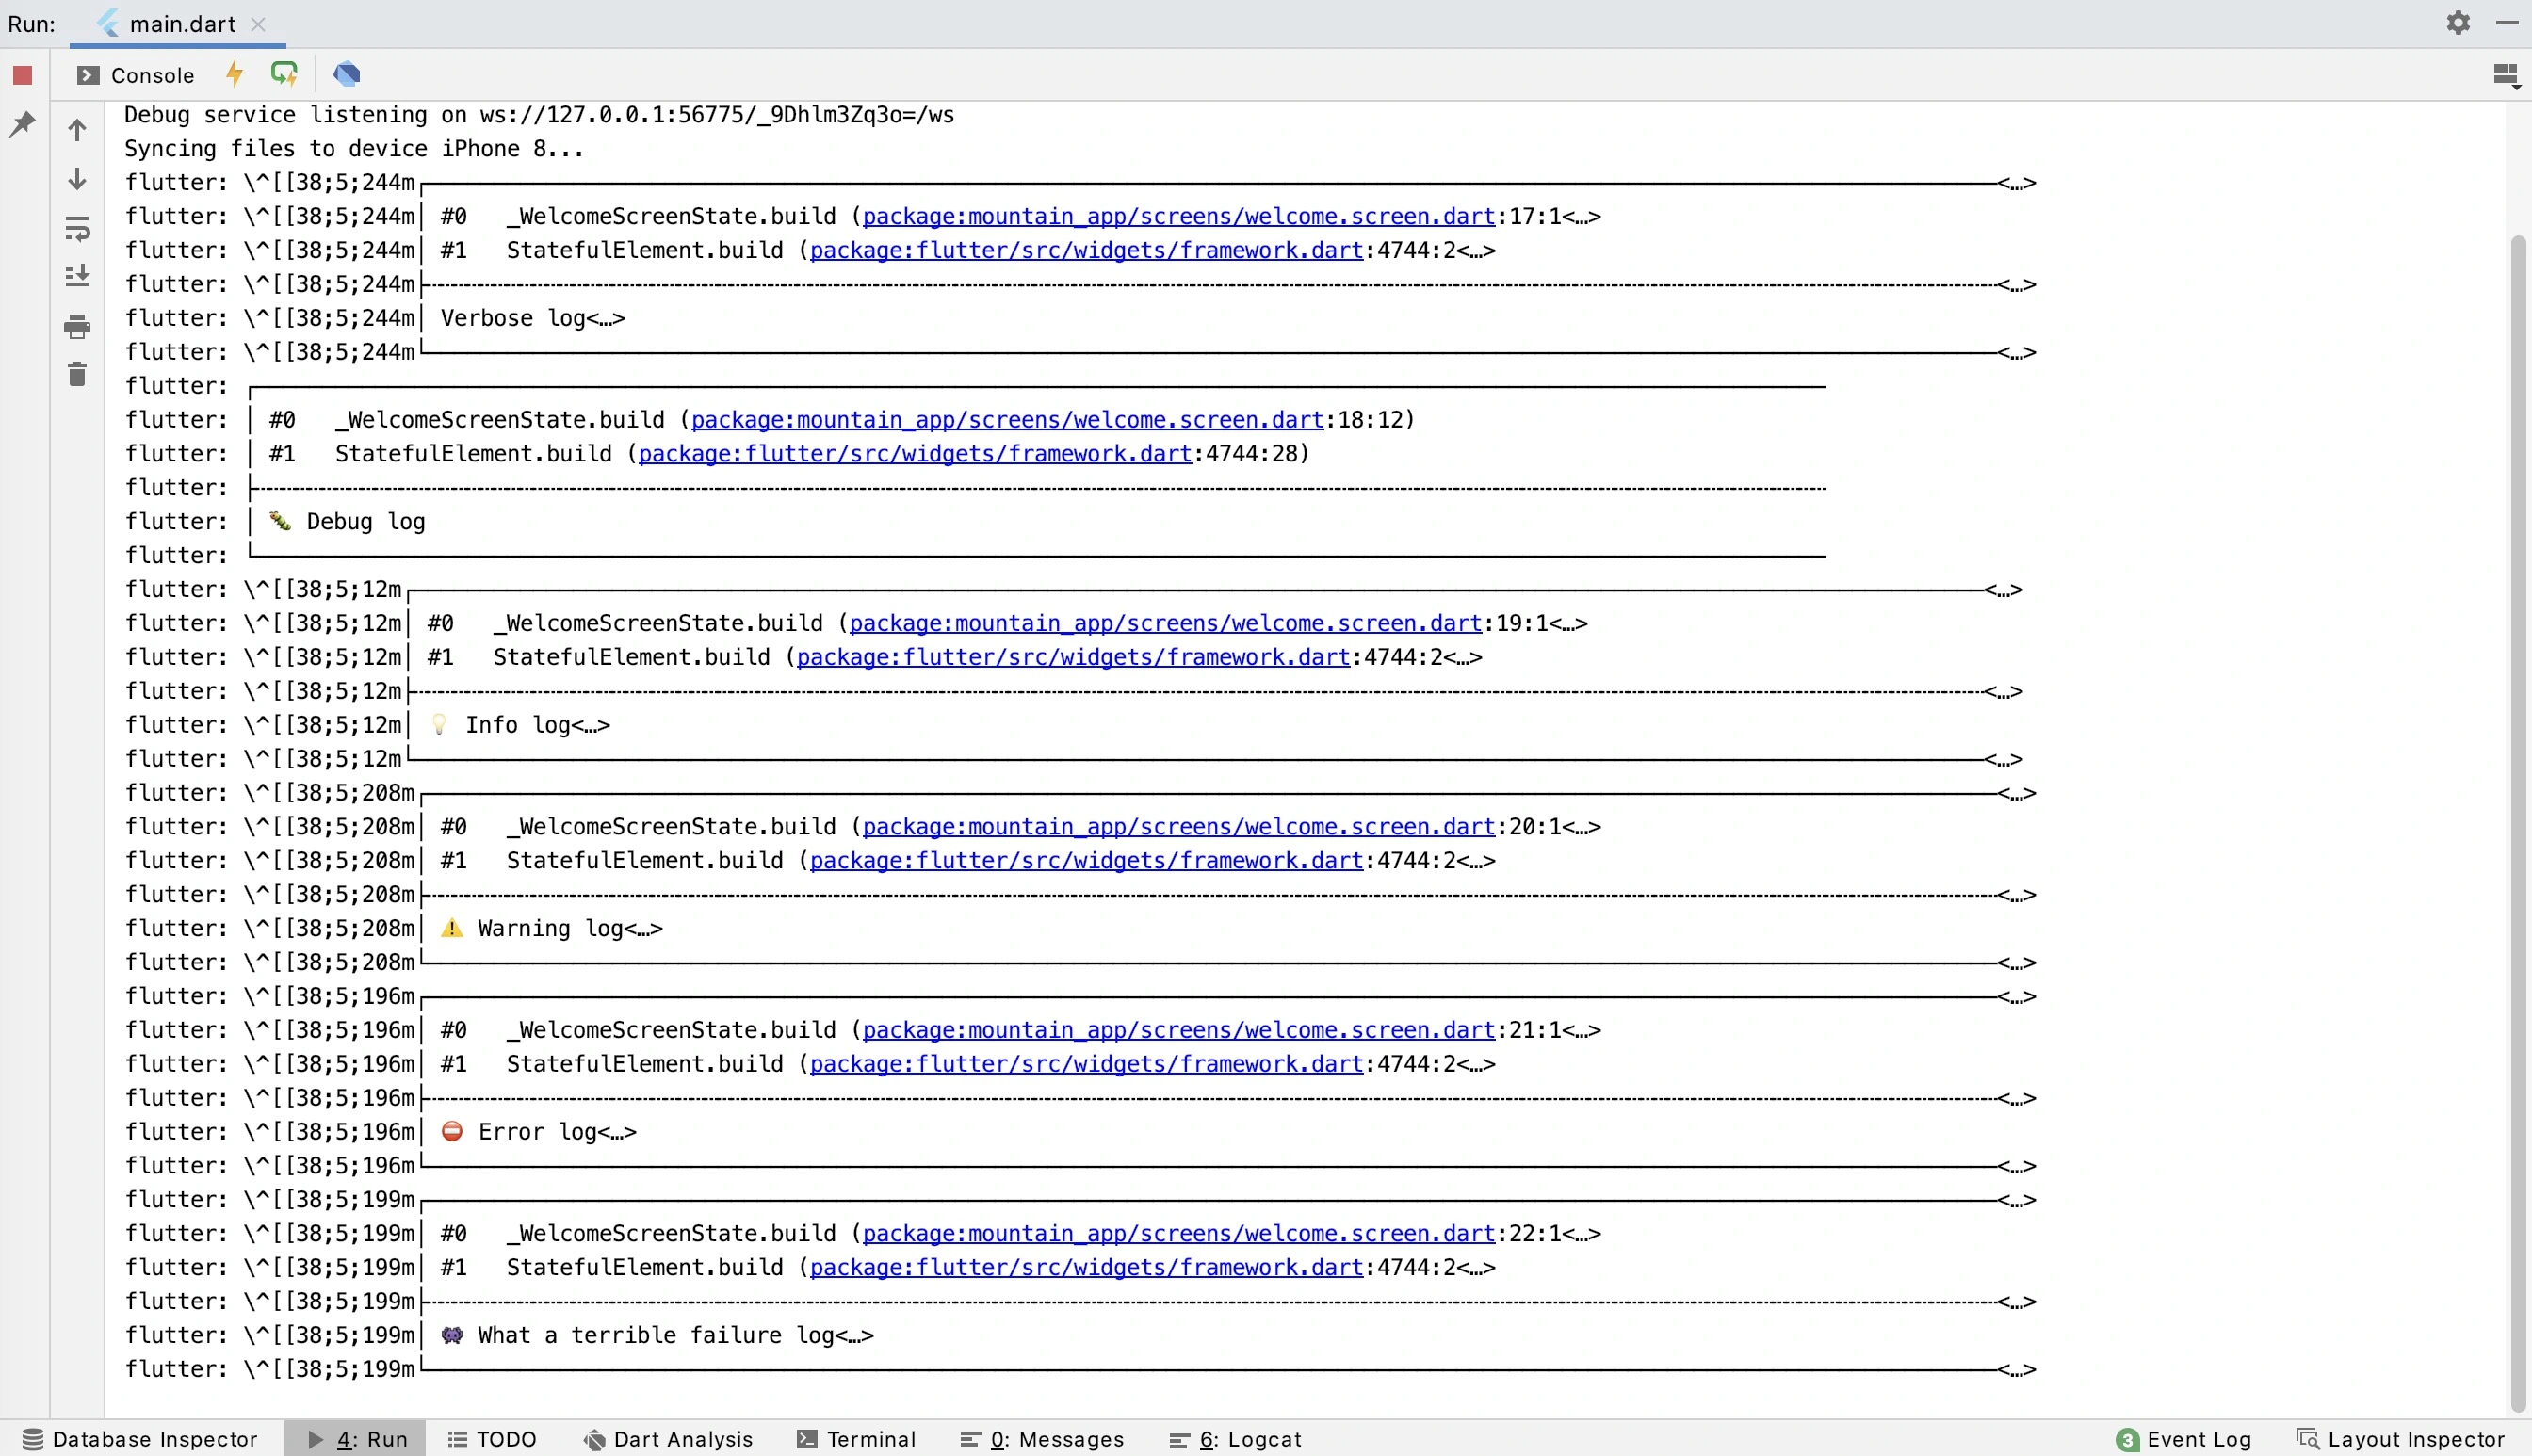 Run: main.dart
Console
Debug service listening on ws://127.0.0.1:56775/_9Dhlm3Zq3o=/ws
Syncing files to device iPhone 8...
flutter: \^[[38;5;244m┌───────────────────────────────────────<…>
flutter: \^[[38;5;244m│ #0   _WelcomeScreenState.build (package:mountain_app/screens/welcome.screen.dart:17:1<…>
flutter: \^[[38;5;244m│ #1   StatefulElement.build (package:flutter/src/widgets/framework.dart:4744:2<…>
flutter: \^[[38;5;244m├┄┄┄┄┄┄┄┄┄┄┄┄┄┄┄┄┄┄┄┄┄┄┄┄┄┄┄┄┄┄┄┄┄┄┄┄┄┄┄<…>
flutter: \^[[38;5;244m│ Verbose log<…>
flutter: \^[[38;5;244m└───────────────────────────────────────<…>
flutter: ┌───────────────────────────────────────
flutter: │ #0   _WelcomeScreenState.build (package:mountain_app/screens/welcome.screen.dart:18:12)
flutter: │ #1   StatefulElement.build (package:flutter/src/widgets/framework.dart:4744:28)
flutter: ├┄┄┄┄┄┄┄┄┄┄┄┄┄┄┄┄┄┄┄┄┄┄┄┄┄┄┄┄┄┄┄┄┄┄┄┄┄┄┄
flutter: │ 🐛 Debug log
flutter: └───────────────────────────────────────
flutter: \^[[38;5;12m┌───────────────────────────────────────<…>
flutter: \^[[38;5;12m│ #0   _WelcomeScreenState.build (package:mountain_app/screens/welcome.screen.dart:19:1<…>
flutter: \^[[38;5;12m│ #1   StatefulElement.build (package:flutter/src/widgets/framework.dart:4744:2<…>
flutter: \^[[38;5;12m├┄┄┄┄┄┄┄┄┄┄┄┄┄┄┄┄┄┄┄┄┄┄┄┄┄┄┄┄┄┄┄┄┄┄┄┄┄┄┄<…>
flutter: \^[[38;5;12m│ 💡 Info log<…>
flutter: \^[[38;5;12m└───────────────────────────────────────<…>
flutter: \^[[38;5;208m┌───────────────────────────────────────<…>
flutter: \^[[38;5;208m│ #0   _WelcomeScreenState.build (package:mountain_app/screens/welcome.screen.dart:20:1<…>
flutter: \^[[38;5;208m│ #1   StatefulElement.build (package:flutter/src/widgets/framework.dart:4744:2<…>
flutter: \^[[38;5;208m├┄┄┄┄┄┄┄┄┄┄┄┄┄┄┄┄┄┄┄┄┄┄┄┄┄┄┄┄┄┄┄┄┄┄┄┄┄┄┄<…>
flutter: \^[[38;5;208m│ ⚠️ Warning log<…>
flutter: \^[[38;5;208m└───────────────────────────────────────<…>
flutter: \^[[38;5;196m┌───────────────────────────────────────<…>
flutter: \^[[38;5;196m│ #0   _WelcomeScreenState.build (package:mountain_app/screens/welcome.screen.dart:21:1<…>
flutter: \^[[38;5;196m│ #1   StatefulElement.build (package:flutter/src/widgets/framework.dart:4744:2<…>
flutter: \^[[38;5;196m├┄┄┄┄┄┄┄┄┄┄┄┄┄┄┄┄┄┄┄┄┄┄┄┄┄┄┄┄┄┄┄┄┄┄┄┄┄┄┄<…>
flutter: \^[[38;5;196m│ ⛔ Error log<…>
flutter: \^[[38;5;196m└───────────────────────────────────────<…>
flutter: \^[[38;5;199m┌───────────────────────────────────────<…>
flutter: \^[[38;5;199m│ #0   _WelcomeScreenState.build (package:mountain_app/screens/welcome.screen.dart:22:1<…>
flutter: \^[[38;5;199m│ #1   StatefulElement.build (package:flutter/src/widgets/framework.dart:4744:2<…>
flutter: \^[[38;5;199m├┄┄┄┄┄┄┄┄┄┄┄┄┄┄┄┄┄┄┄┄┄┄┄┄┄┄┄┄┄┄┄┄┄┄┄┄┄┄┄<…>
flutter: \^[[38;5;199m│ 👾 What a terrible failure log<…>
flutter: \^[[38;5;199m└───────────────────────────────────────<…>
Database Inspector 4: Run TODO Dart Analysis Terminal 0: Messages 6: Logcat 3 Event Log Layout Inspector